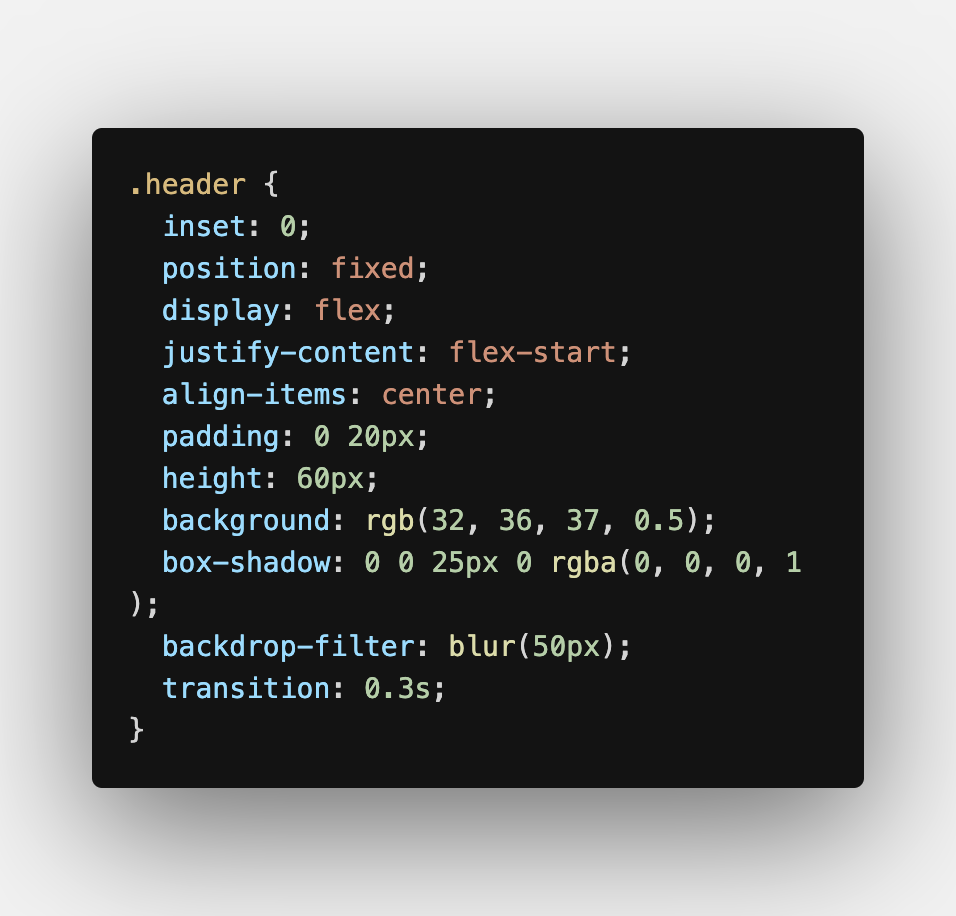 .header {
  inset: 0;
  position: fixed;
  display: flex;
  justify-content: flex-start;
  align-items: center;
  padding: 0 20px;
  height: 60px;
  background: rgb(32, 36, 37, 0.5);
  box-shadow: 0 0 25px 0 rgba(0, 0, 0, 1
);
  backdrop-filter: blur(50px);
  transition: 0.3s;
}